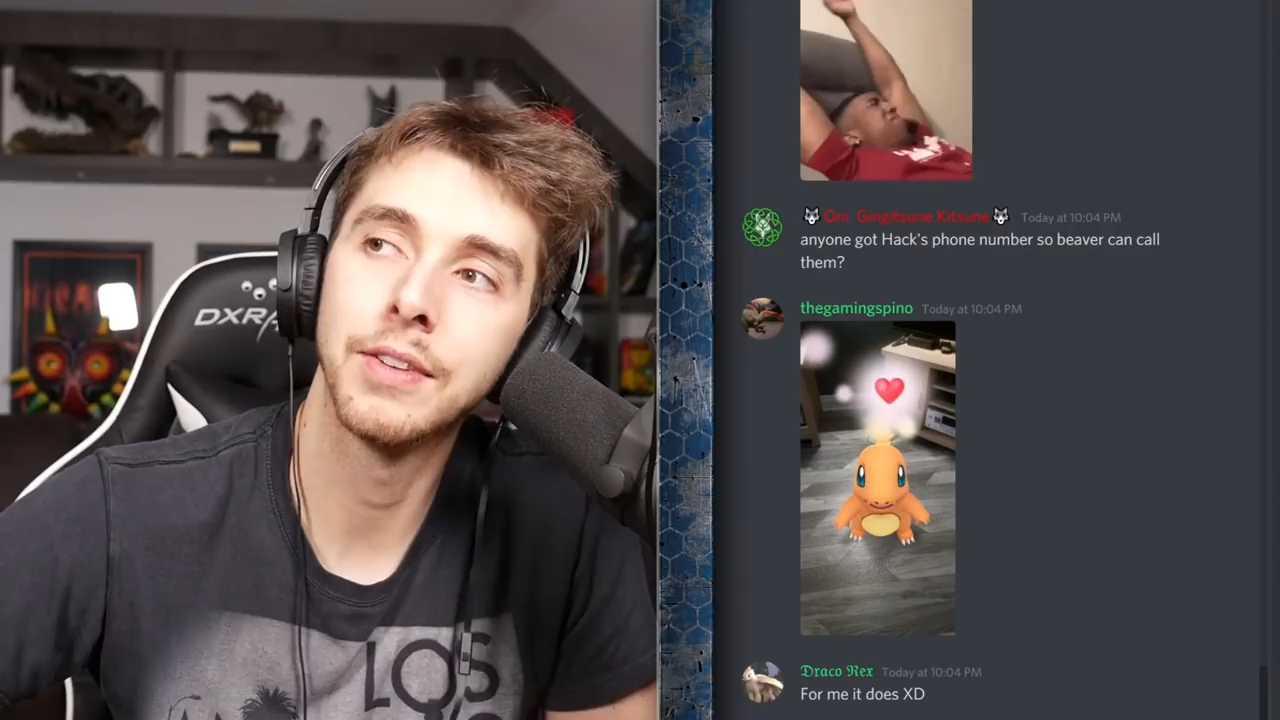 DXRA
LOS
Oni Gingitsune Kitsune Today at 10:04 PM
anyone got Hack's phone number so beaver can call
them?
thegamingspino Today at 10:04 PM
Draco Rex Today at 10:04 PM
For me it does XD